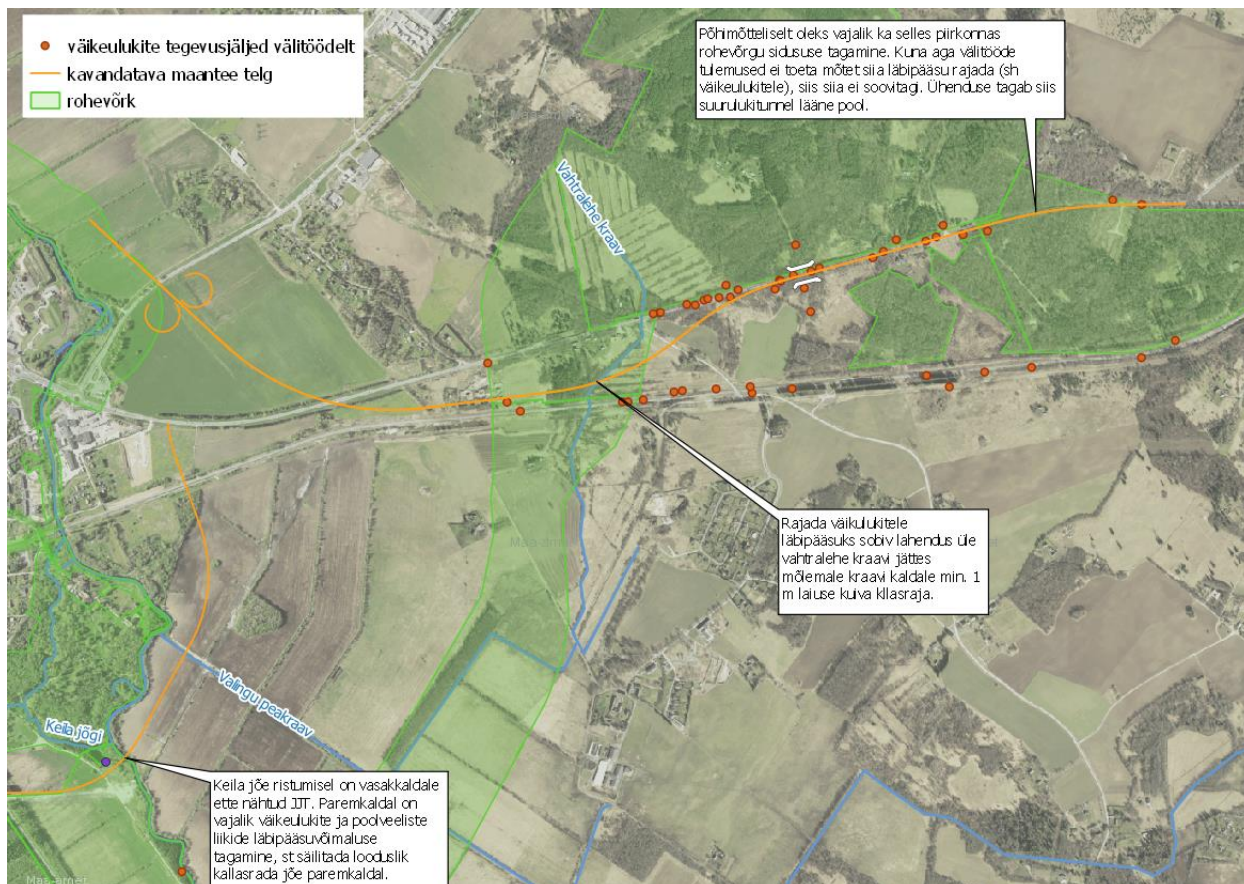 väikeulukite tegevusjäljed välitöödelt
kavandatava maantee telg
rohevõrk
Põhimõtteliselt oleks vajalik ka selles piirkonnas
rohevõrgu sidususe tagamine. Kuna aga välitööde
tulemused ei toeta mõtet siia läbipääsu rajada (sh
väikeulukitele), siis siia ei soovitagi. Ühenduse tagab siis
suurulukitunnel lääne pool.
Vahtralehe kraav
Rajada väikulukitele
läbipääsuks sobiv lahendus üle
vahtralehe kraavi jättes
mõlemale kraavi kaldale min. 1
m laiuse kuiva kllasraja.
Valingu peakraav
Keila jõgi
Keila jõe ristumisel on vasakkaldale
ette nähtud JJT. Paremkaldal on
vajalik väikeulukite ja poolveeliste
liikide läbipääsuvõimaluse
tagamine, st säilitada looduslik
kallasrada jõe paremkaldal.